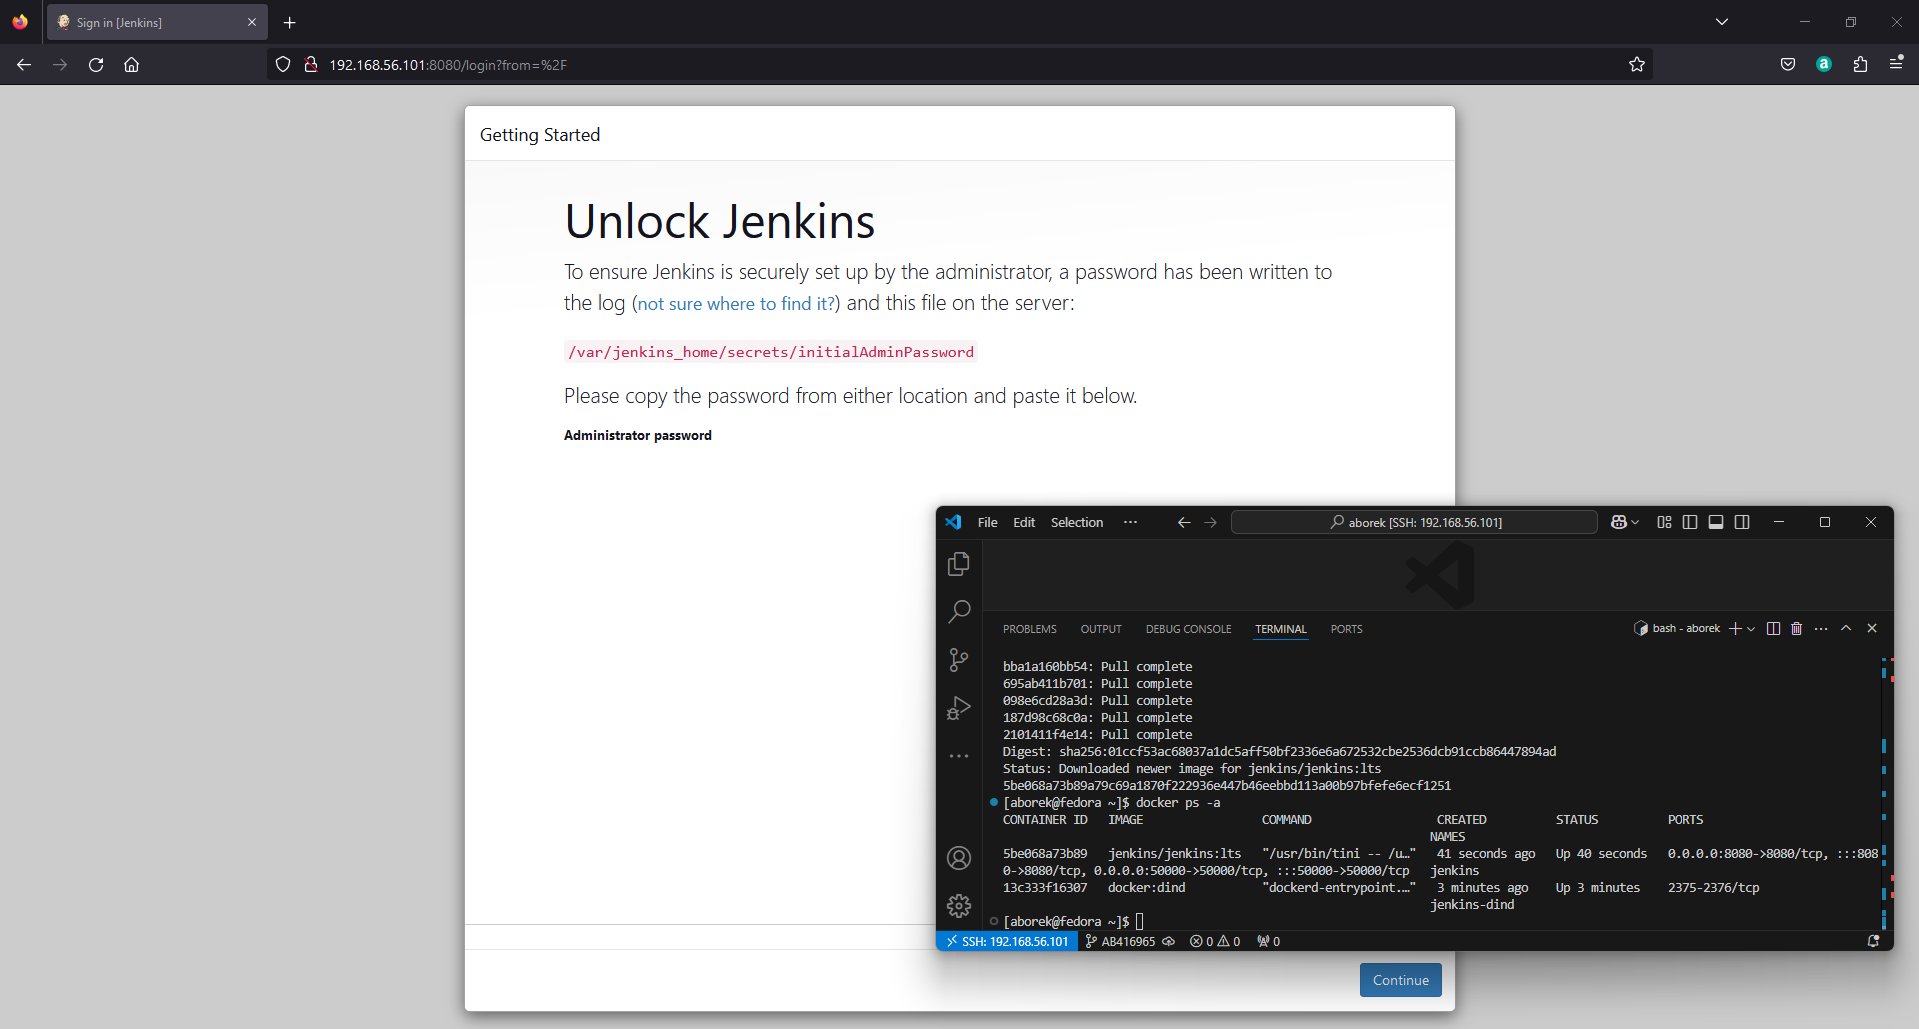 Sign in [Jenkins]
192.168.56.101:8080/login?from=%2F
Getting Started
Unlock Jenkins
To ensure Jenkins is securely set up by the administrator, a password has been written to
the log (not sure where to find it?) and this file on the server:
/var/jenkins_home/secrets/initialAdminPassword
Please copy the password from either location and paste it below.
Administrator password
File Edit Selection ···
aborek [SSH: 192.168.56.101]
PROBLEMS OUTPUT DEBUG CONSOLE TERMINAL PORTS
bash - aborek
bba1a160bb54: Pull complete
695ab411b701: Pull complete
098e6cd28a3d: Pull complete
187d98c68c0a: Pull complete
2101411f4e14: Pull complete
Digest: sha256:01ccf53ac68037a1dc5aff50bf2336e6a672532cbe2536dcb91ccb86447894ad
Status: Downloaded newer image for jenkins/jenkins:lts
5be068a73b89a79c69a1870f222936e447b46eebbd113a00b97bfefe6ecf1251
[aborek@fedora ~]$ docker ps -a
CONTAINER ID IMAGE COMMAND CREATED STATUS PORTS
NAMES
5be068a73b89 jenkins/jenkins:lts "/usr/bin/tini -- /u…" 41 seconds ago Up 40 seconds 0.0.0.0:8080->8080/tcp, :::808
0->8080/tcp, 0.0.0.0:50000->50000/tcp, :::50000->50000/tcp jenkins
13c333f16307 docker:dind "dockerd-entrypoint.…" 3 minutes ago Up 3 minutes 2375-2376/tcp
jenkins-dind
[aborek@fedora ~]$
SSH: 192.168.56.101 AB416965 0 0 0
Continue